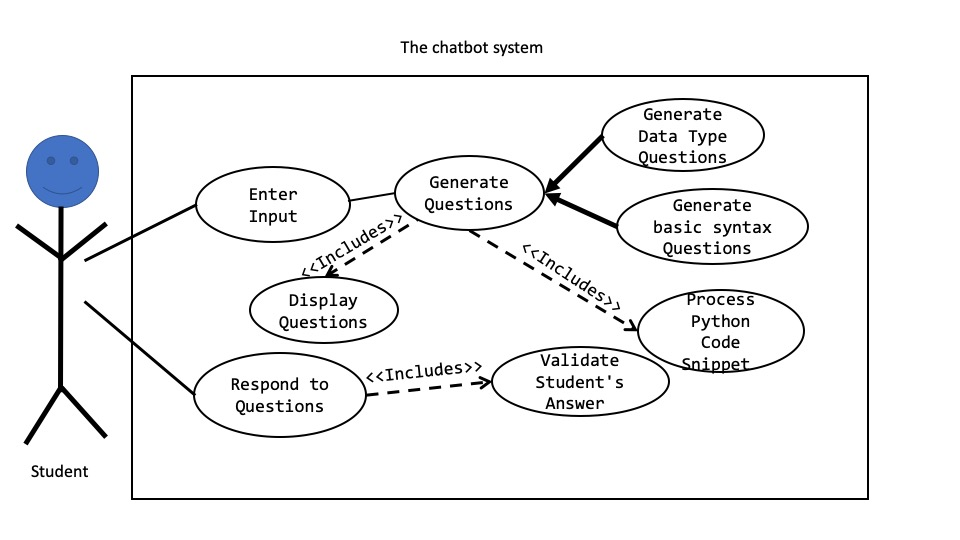 The chatbot system
Generate
Data Type
Questions
Enter
Input
Generate
Questions
Generate
basic syntax
Questions
<<Includes>>
<<Includes>>
Display
Questions
Process
Python
Code
Snippet
Respond to
Questions
<<Includes>>
Validate
Student's
Answer
Student